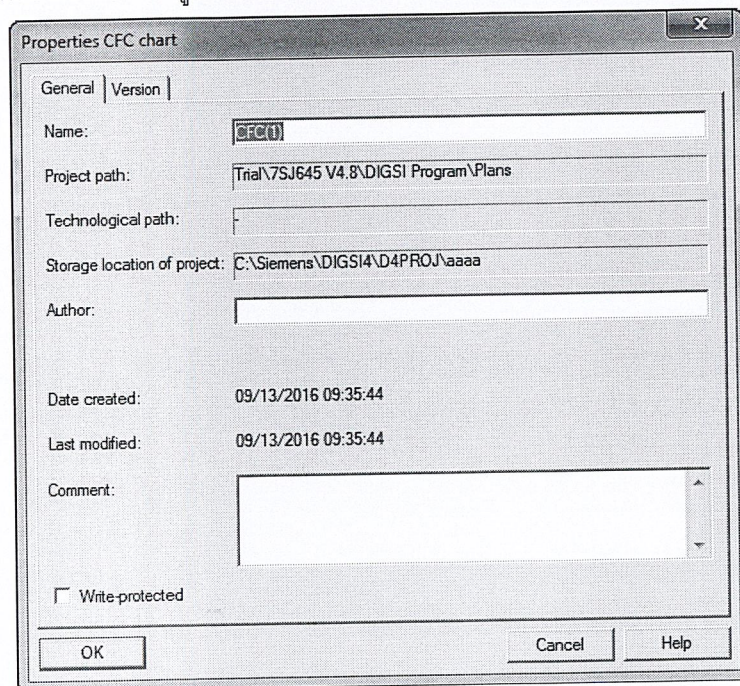 Properties CFC chart
General Version
Name: CFC(1)
Project path: Trial\7SJ645 V4.8\DIGSI Program\Plans
Technological path: -
Storage location of project: C:\Siemens\DIGSI4\D4PROJ\aaaa
Author:
Date created: 09/13/2016 09:35:44
Last modified: 09/13/2016 09:35:44
Comment:
Write-protected
OK Cancel Help